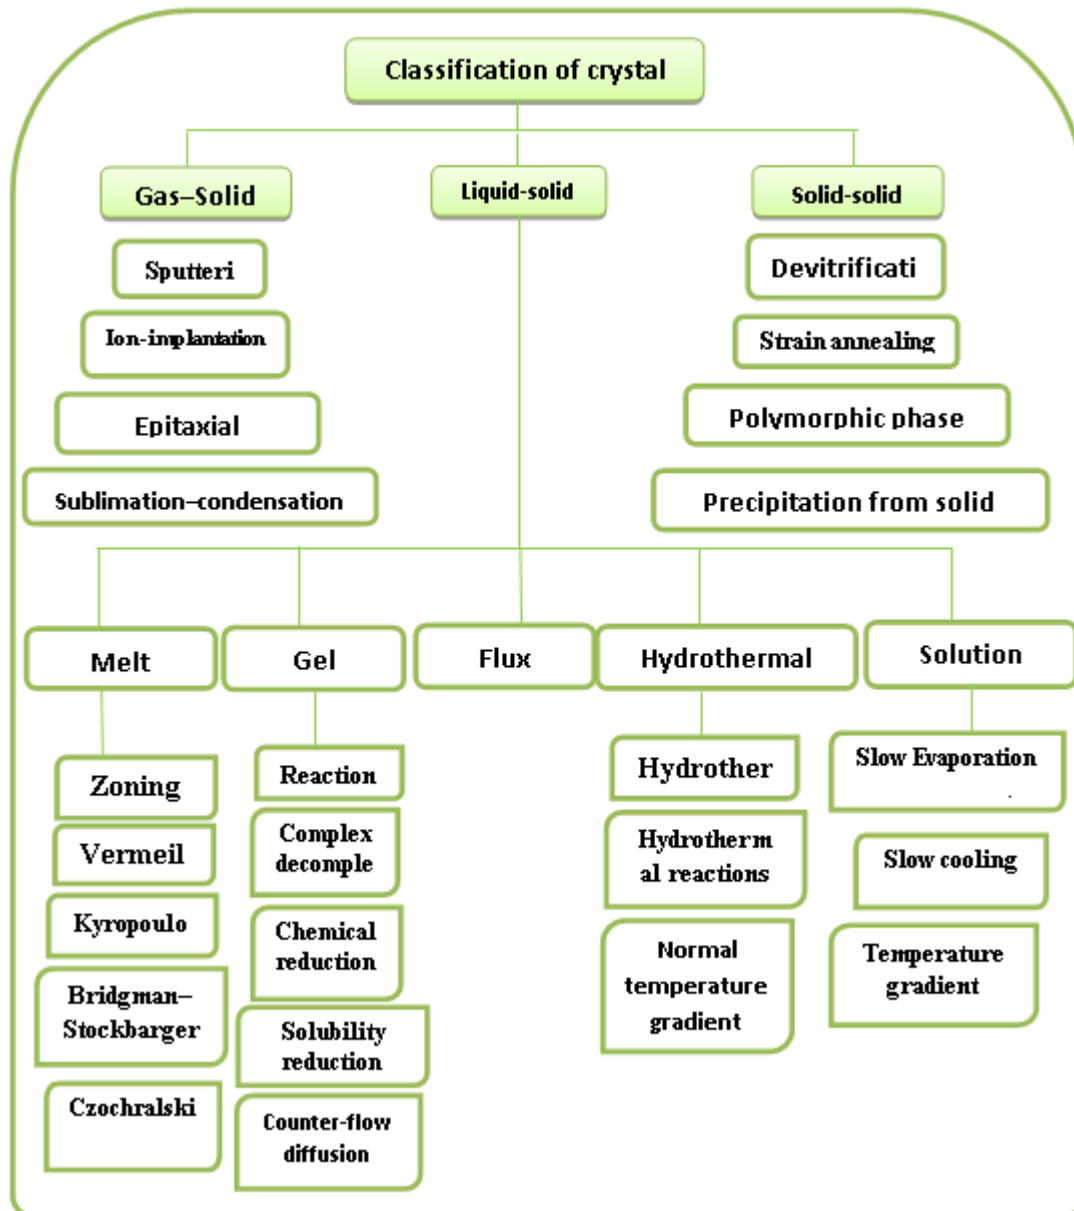 Classification of crystal
Gas–Solid
Liquid-solid
Solid-solid
Sputteri
Ion-implantation
Epitaxial
Sublimation–condensation
Devitrificati
Strain annealing
Polymorphic phase
Precipitation from solid
Melt
Gel
Flux
Hydrothermal
Solution
Zoning
Vermeil
Kyropoulo
Bridgman–
Stockbarger
Czochralski
Reaction
Complex
decomple
Chemical
reduction
Solubility
reduction
Counter-flow
diffusion
Hydrother
Hydrotherm
al reactions
Normal
temperature
gradient
Slow Evaporation
.
Slow cooling
Temperature
gradient